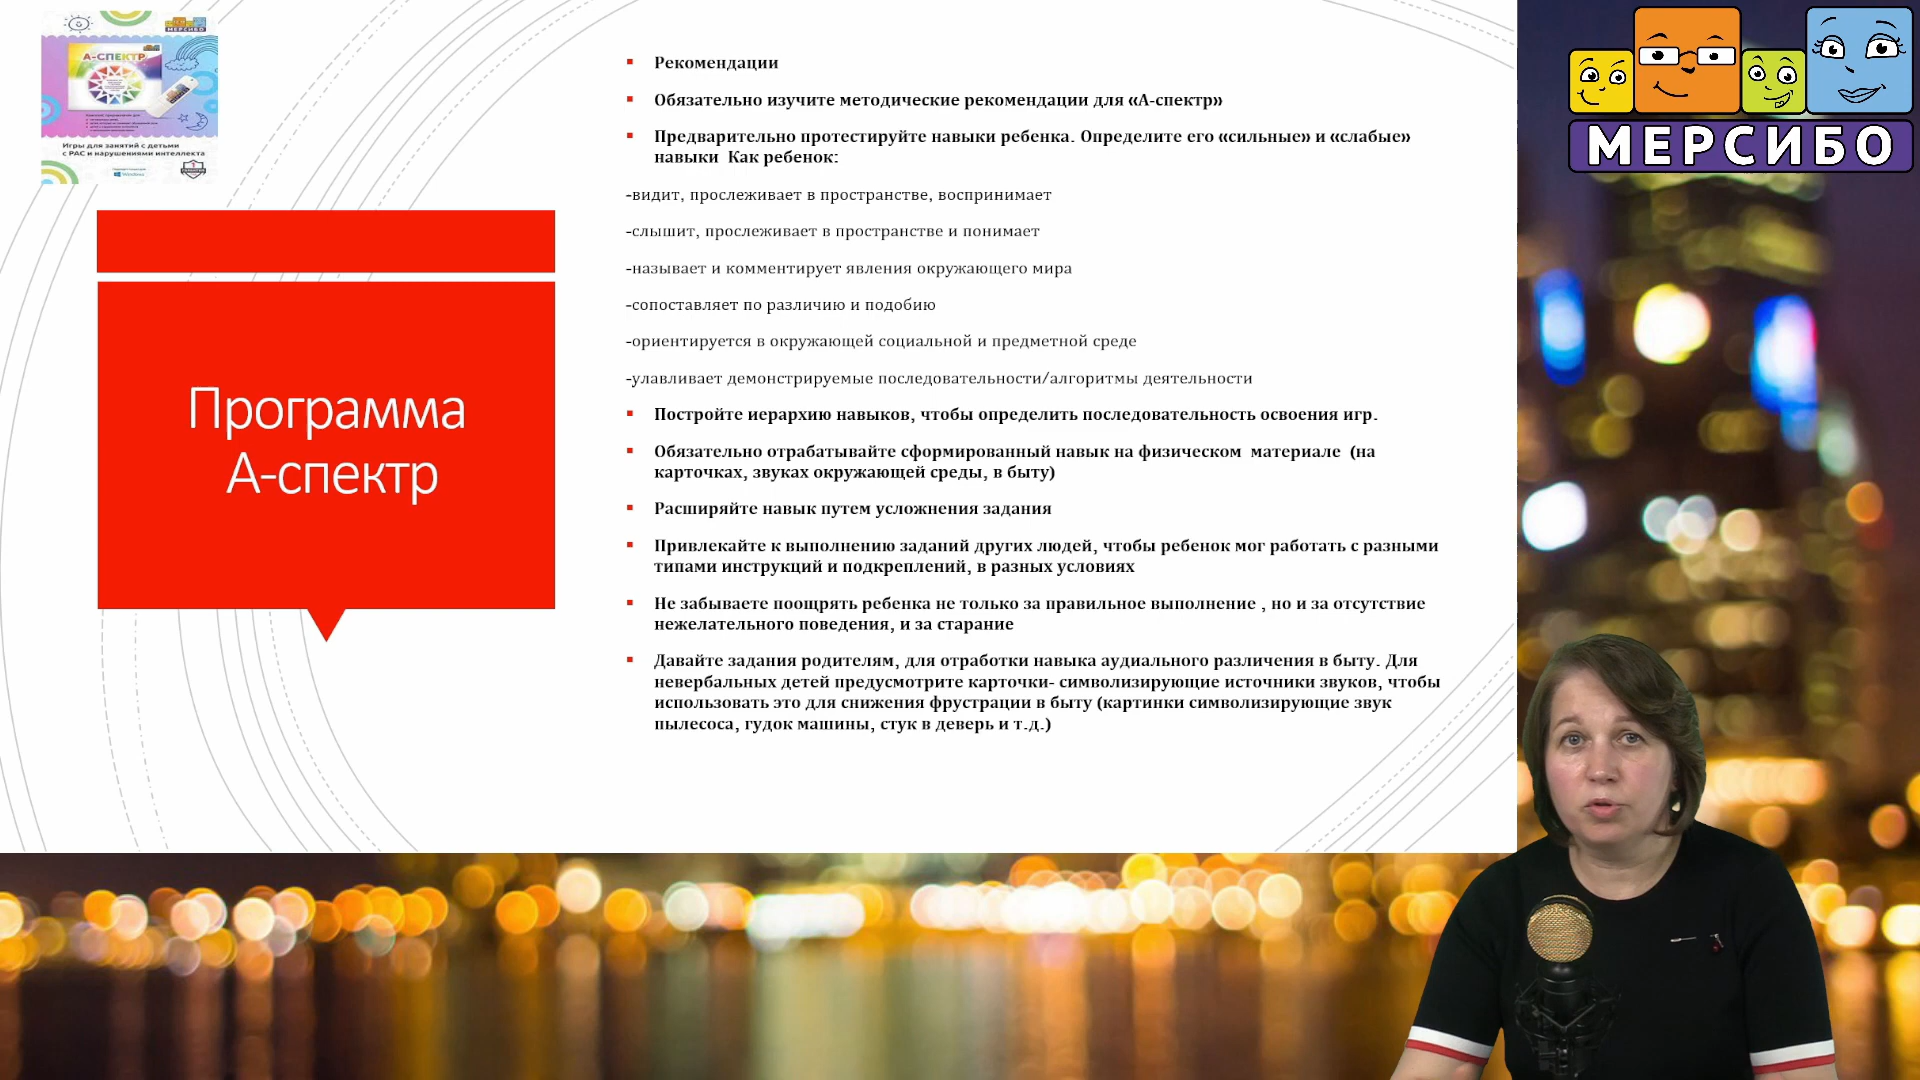 МЕРСИБО
А-СПЕКТР
Игры для занятий с детьми
с РАС и нарушениями интеллекта
Windows
Программа
А-спектр
Рекомендации
Обязательно изучите методические рекомендации для «А-спектр»
Предварительно протестируйте навыки ребенка. Определите его «сильные» и «слабые»
навыки Как ребенок:
-видит, прослеживает в пространстве, воспринимает
-слышит, прослеживает в пространстве и понимает
-называет и комментирует явления окружающего мира
-сопоставляет по различию и подобию
-ориентируется в окружающей социальной и предметной среде
-улавливает демонстрируемые последовательности/алгоритмы деятельности
Постройте иерархию навыков, чтобы определить последовательность освоения игр.
Обязательно отрабатывайте сформированный навык на физическом материале (на
карточках, звуках окружающей среды, в быту)
Расширяйте навык путем усложнения задания
Привлекайте к выполнению заданий других людей, чтобы ребенок мог работать с разными
типами инструкций и подкреплений, в разных условиях
Не забываете поощрять ребенка не только за правильное выполнение , но и за отсутствие
нежелательного поведения, и за старание
Давайте задания родителям, для отработки навыка аудиального различения в быту. Для
невербальных детей предусмотрите карточки- символизирующие источники звуков, чтобы
использовать это для снижения фрустрации в быту (картинки символизирующие звук
пылесоса, гудок машины, стук в деверь и т.д.)
МЕРСИБО